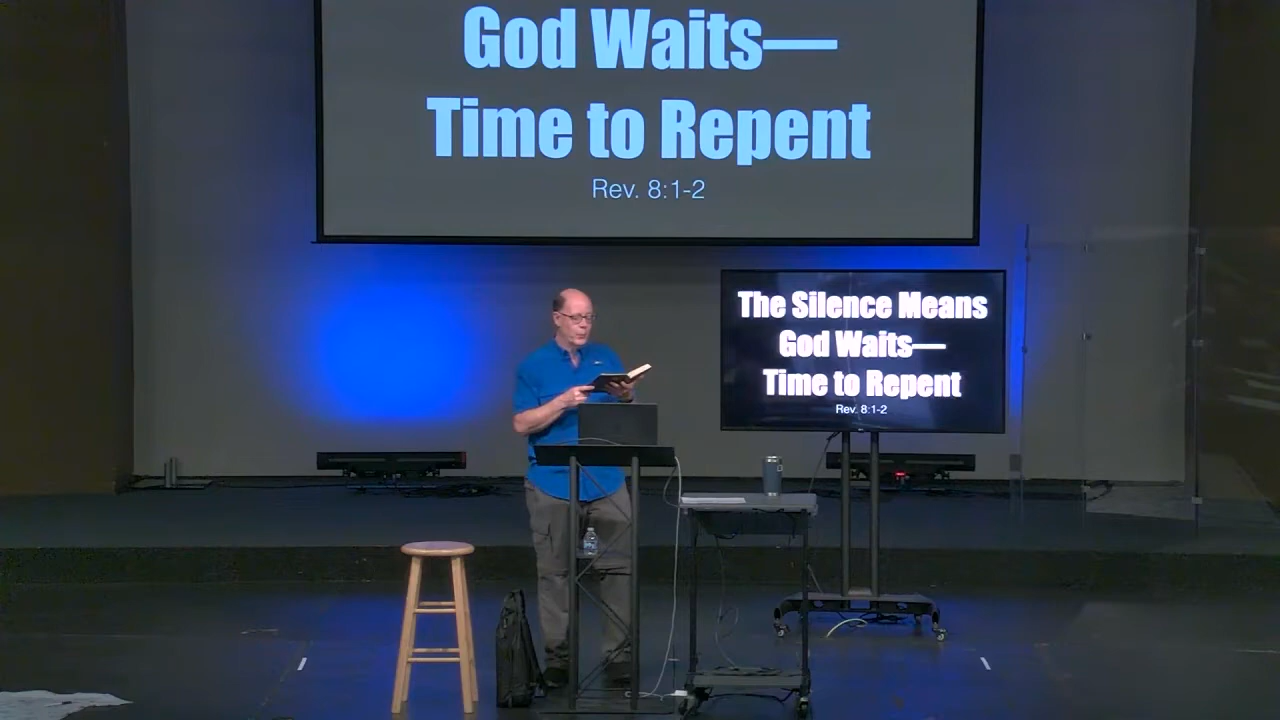 God Waits—
Time to Repent
Rev. 8:1-2
The Silence Means
God Waits—
Time to Repent
Rev. 8:1-2